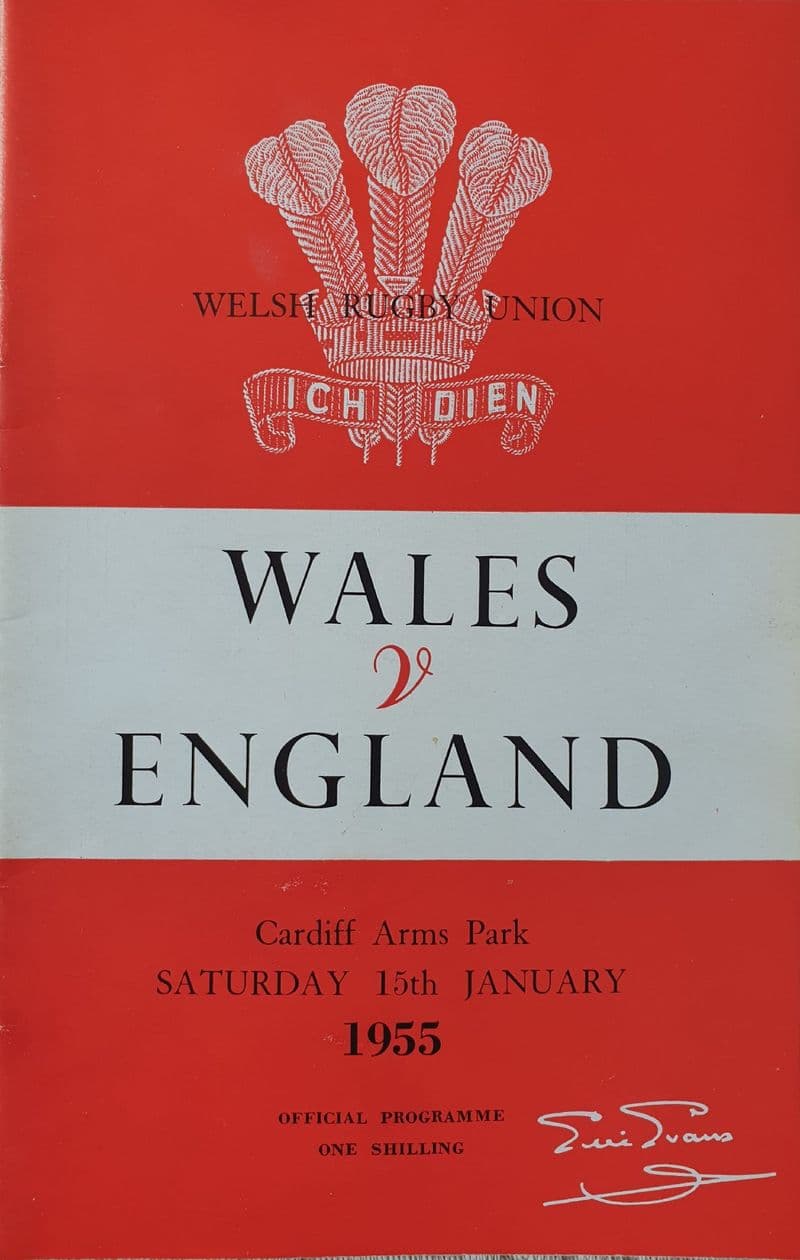 WELSH RUGBY UNION
ICH DIEN
WALES
v
ENGLAND
Cardiff Arms Park
SATURDAY 15th JANUARY
1955
OFFICIAL PROGRAMME
ONE SHILLING
Eric Evans